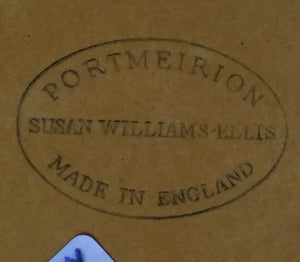 PORTMEIRION
SUSAN WILLIAMS-ELLIS
MADE IN ENGLAND